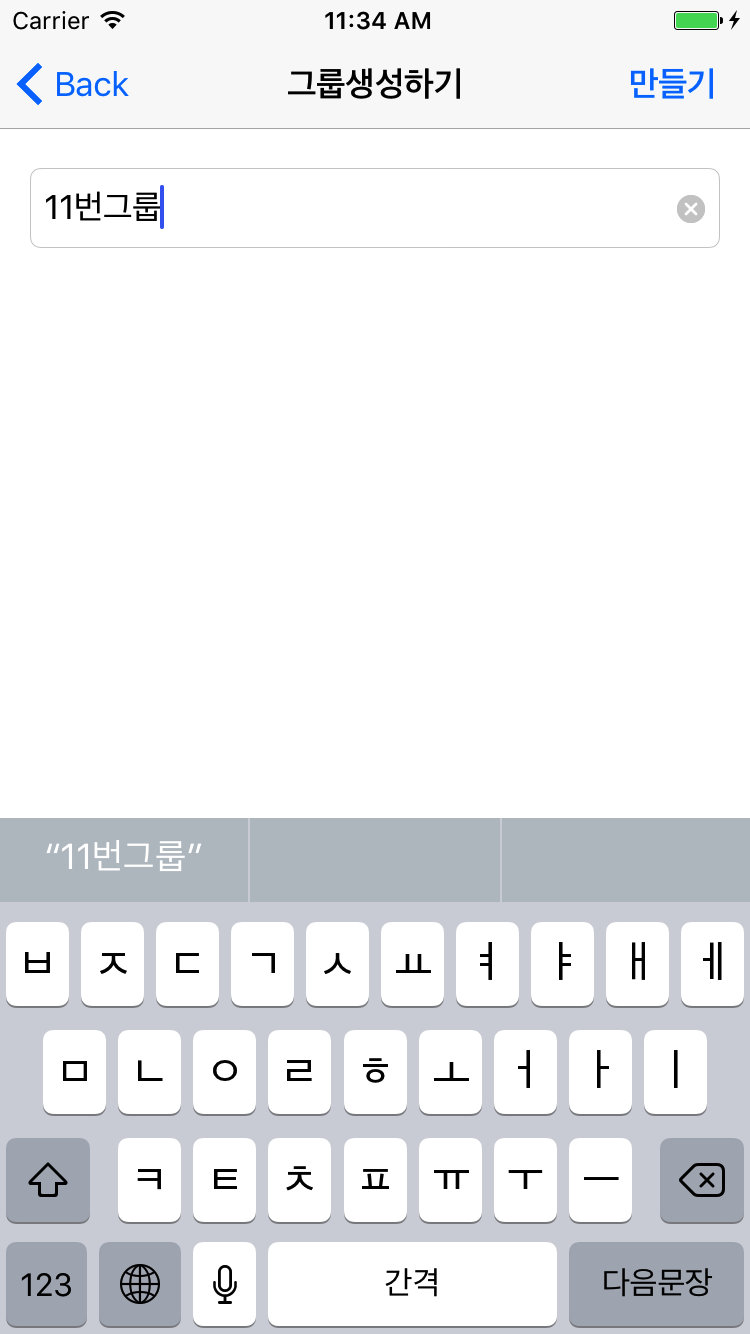 Carrier 11:34 AM
Back 그룹생성하기 만들기
11번그룹
“11번그룹”
ㅂ ㅈ ㄷ ㄱ ㅅ ㅛ ㅕ ㅑ ㅐ ㅔ
ㅁ ㄴ ㅇ ㄹ ㅎ ㅗ ㅓ ㅏ ㅣ
ㅋ ㅌ ㅊ ㅍ ㅠ ㅜ ㅡ
123 간격 다음문장